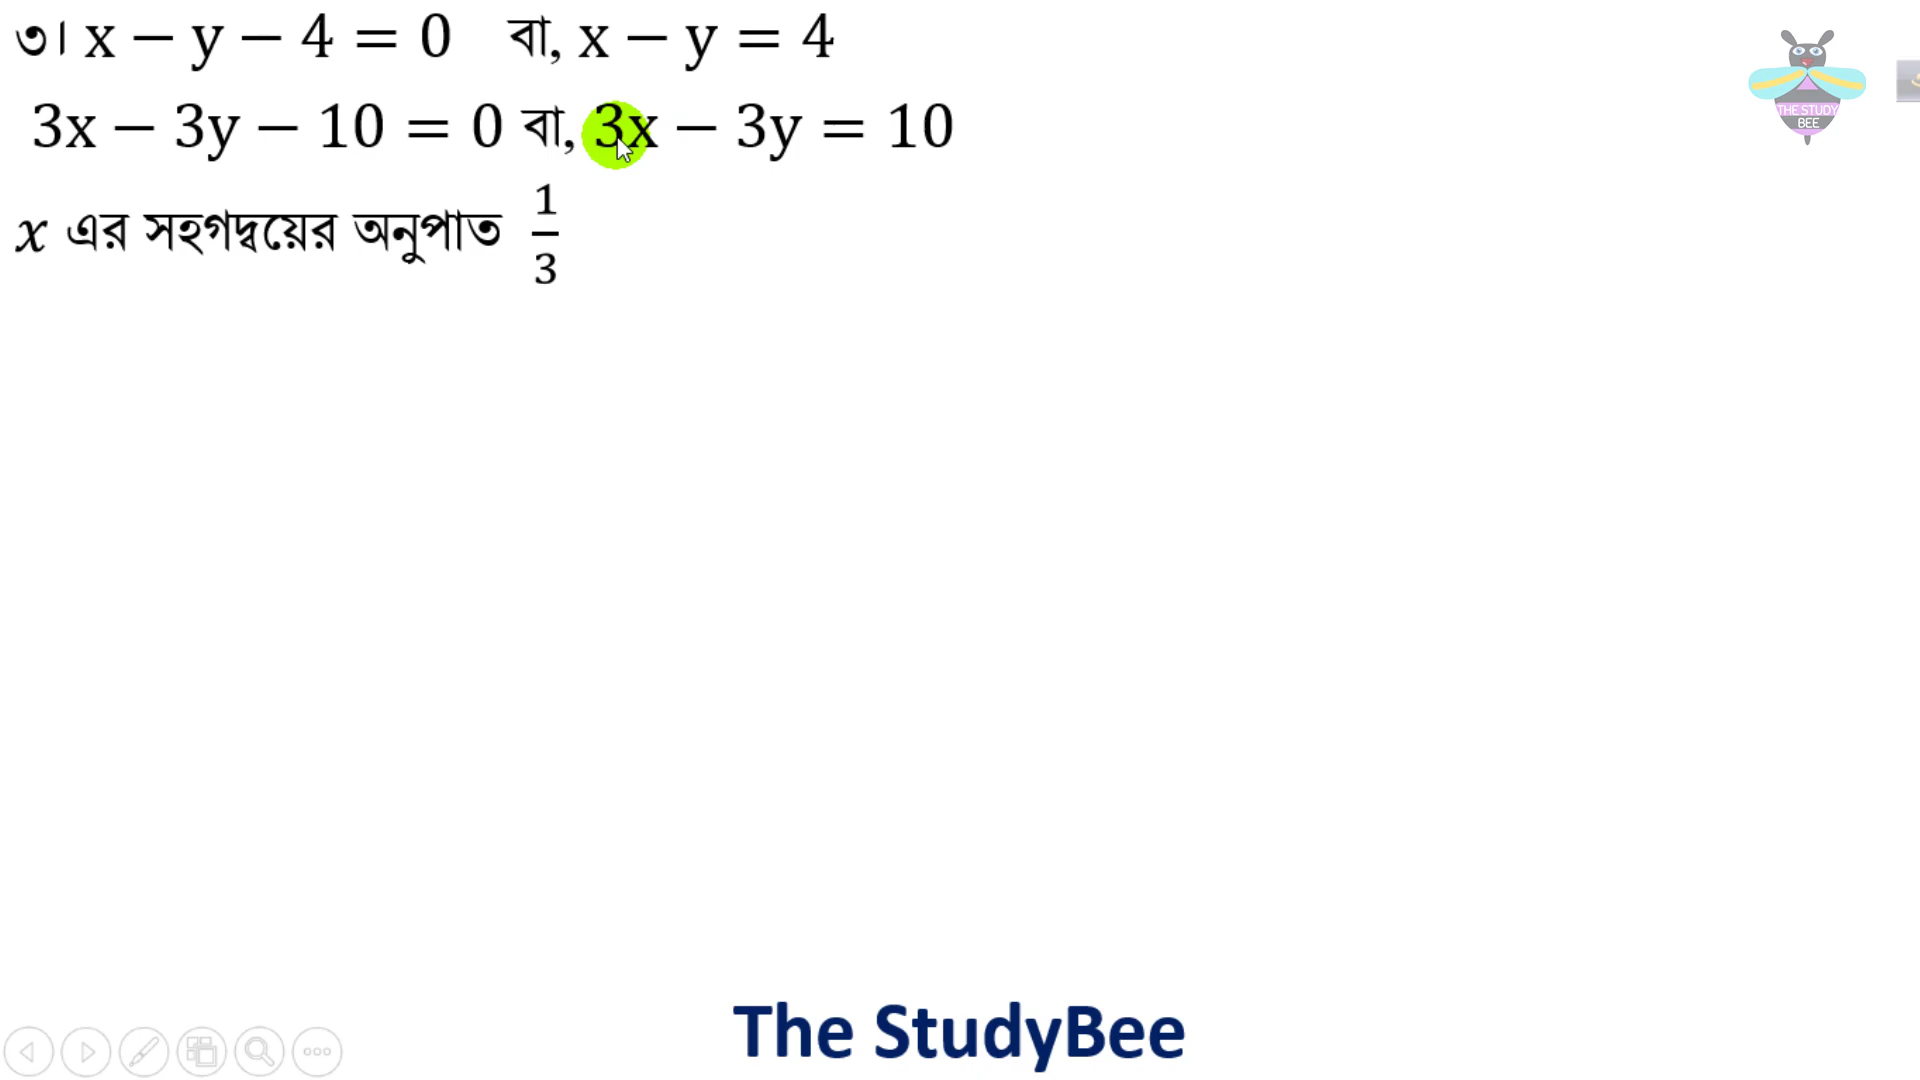 ৩। x − y − 4 = 0 বা, x − y = 4
3x − 3y − 10 = 0 বা, 3x − 3y = 10
x এর সহগদ্বয়ের অনুপাত 1/3
THE STUDY
BEE
The StudyBee